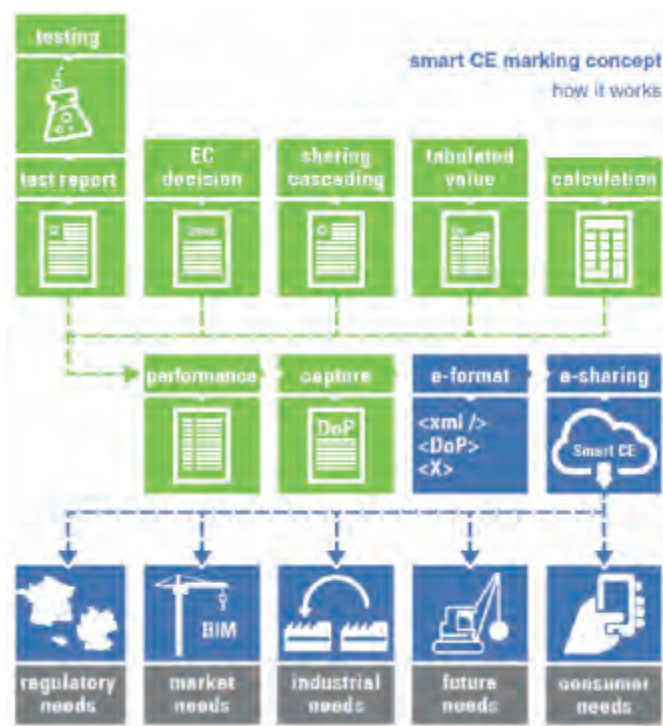 testing
smart CE marking concept
how it works
test report
EC
decision
sharing
cascading
tabulated
value
calculation
performance
capture
e-format
e-sharing
DoP
<xml />
<DoP>
<X>
Smart CE
BIM
regulatory
needs
market
needs
industrial
needs
future
needs
consumer
needs